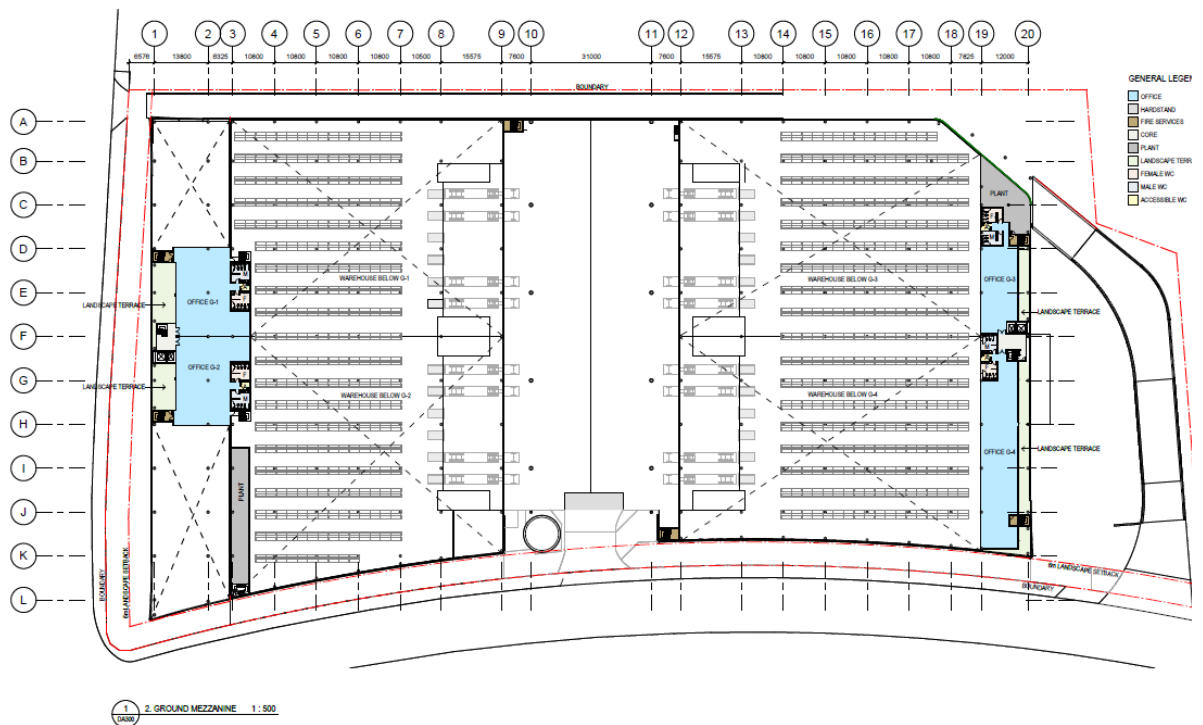 1 2 3 4 5 6 7 8 9 10 11 12 13 14 15 16 17 18 19 20
6576 13800 6325 10800 10800 10800 10800 10500 15575 7600 31000 7600 15575 10800 10800 10800 10800 10800 7825 12000
BOUNDARY
GENERAL LEGEN
OFFICE
HARDSTAND
FIRE SERVICES
CORE
PLANT
LANDSCAPE TERRA
FEMALE WC
MALE WC
ACCESSIBLE WC
A
B
C
PLANT
F
M
D
M
E
WAREHOUSE BELOW G-1
WAREHOUSE BELOW G-3
OFFICE G-3
LANDSCAPE TERRACE
OFFICE G-1
F
LANDSCAPE TERRACE
F
M
G
OFFICE G-2
F
F
LANDSCAPE TERRACE
WAREHOUSE BELOW G-2
WAREHOUSE BELOW G-4
M
H
LANDSCAPE TERRACE
OFFICE G-4
I
PLANT
J
K
6m LANDSCAPE SETBACK
BOUNDARY
L
BOUNDARY
6m LANDSCAPE SETBACK
1
DA300
2. GROUND MEZZANINE 1 : 500